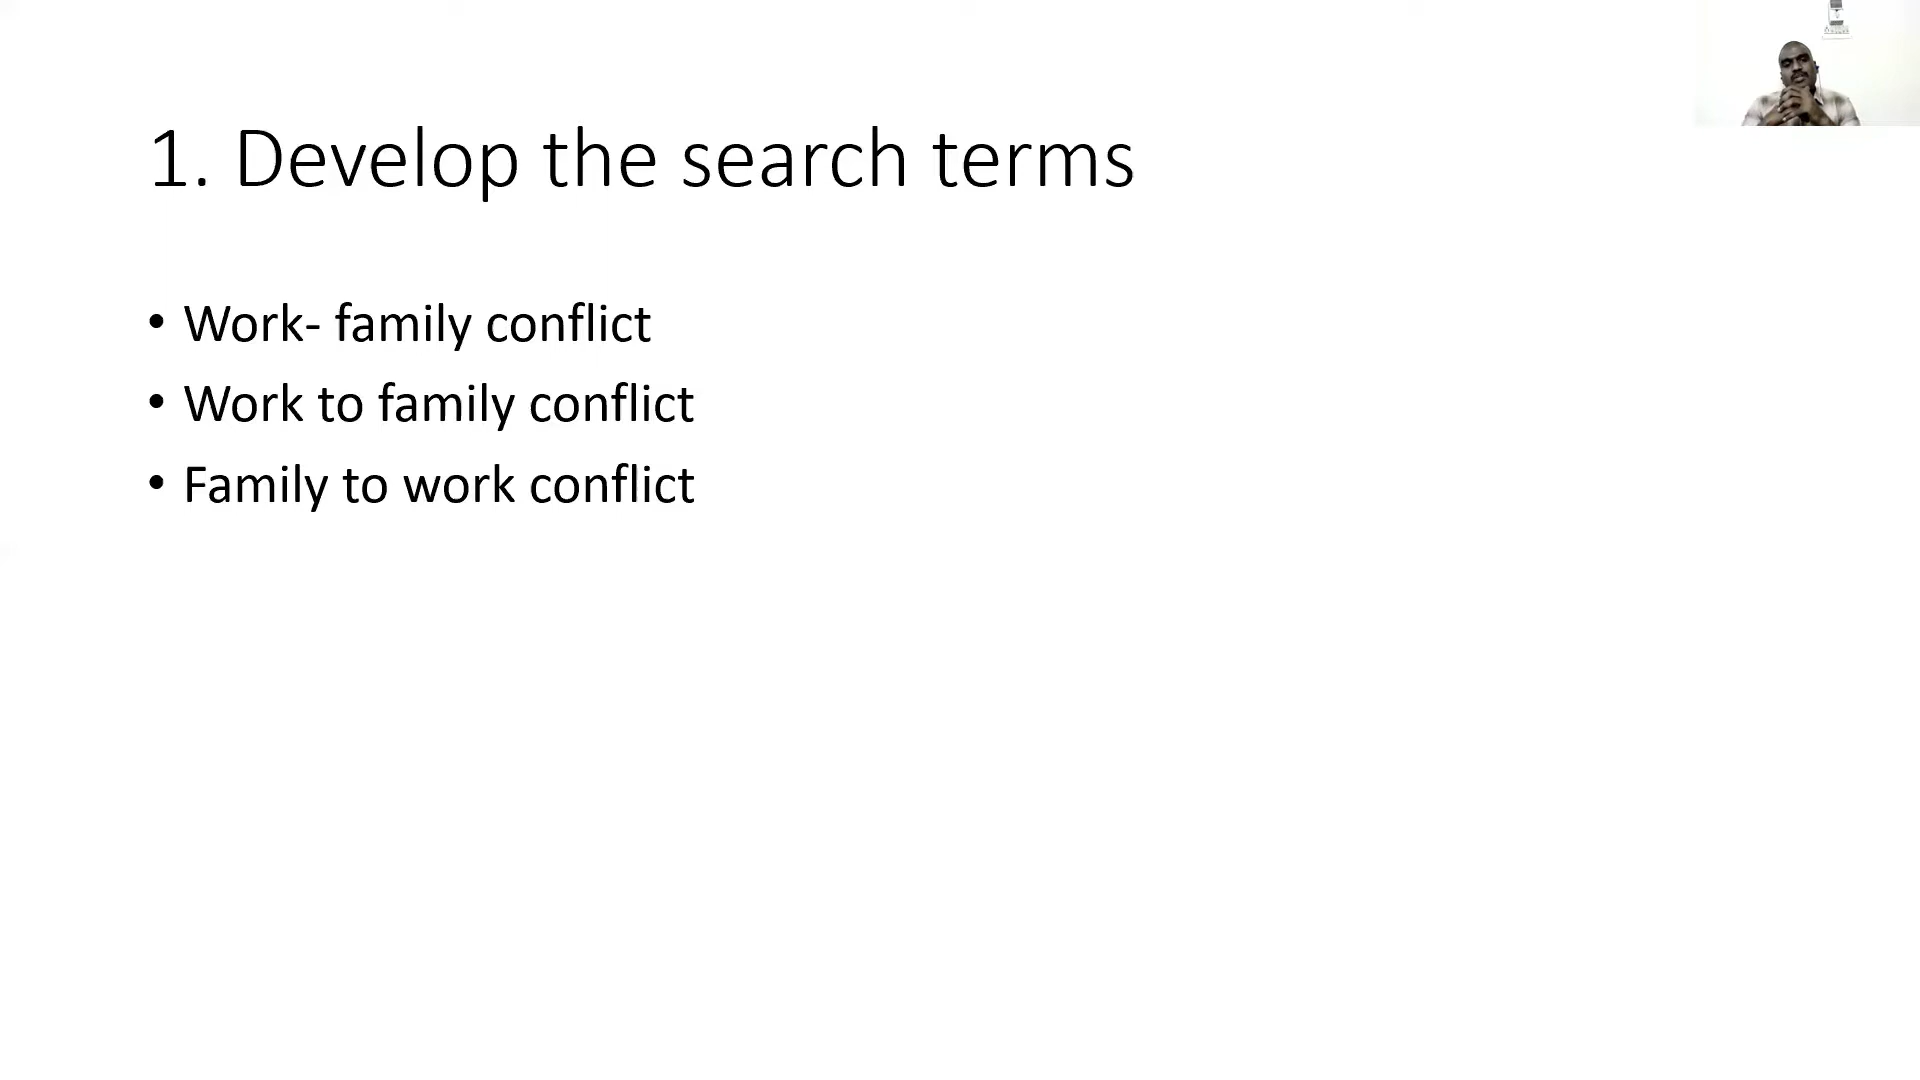 1. Develop the search terms
• Work- family conflict
• Work to family conflict
• Family to work conflict